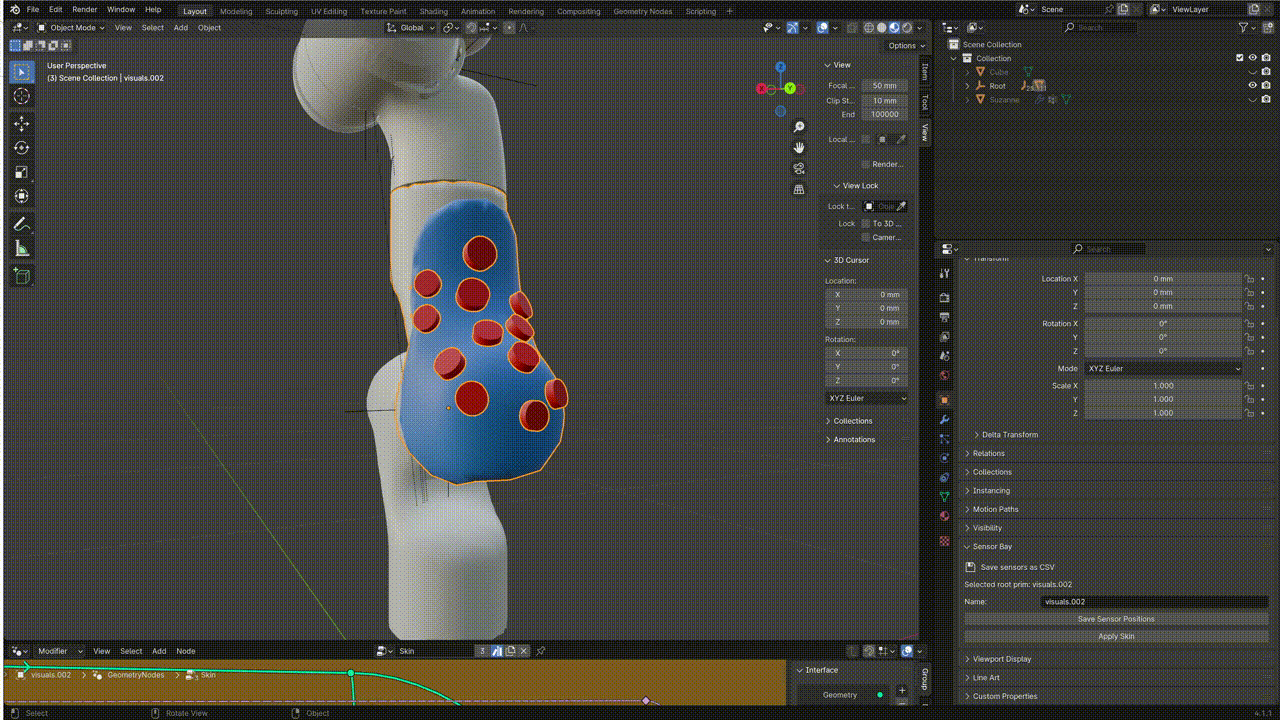 File Edit Render Window Help Layout Modeling Sculpting UV Editing Texture Paint Shading Animation Rendering Compositing Geometry Nodes Scripting + Scene ViewLayer
Object Mode View Select Add Object Global
Options
User Perspective
(3) Scene Collection | visuals.002
Z
X
Y
View
Focal ... 50 mm
Clip St... 10 mm
End 100000
Local ...
Render...
View Lock
Lock t... Obje
Lock To 3D ...
Camer...
3D Cursor
Location:
X 0 mm
Y 0 mm
Z 0 mm
Rotation:
X 0°
Y 0°
Z 0°
XYZ Euler
Collections
Annotations
Item
Tool
View
Search
Scene Collection
Collection
Cube
Root
Suzanne
Search
Transform
Location X 0 mm
Y 0 mm
Z 0 mm
Rotation X 0°
Y 0°
Z 0°
Mode XYZ Euler
Scale X 1.000
Y 1.000
Z 1.000
Delta Transform
Relations
Collections
Instancing
Motion Paths
Visibility
Sensor Bay
Save sensors as CSV
Selected root prim: visuals.002
Name: visuals.002
Save Sensor Positions
Apply Skin
Viewport Display
Line Art
Custom Properties
Modifier View Select Add Node Skin 3
visuals.002 GeometryNodes Skin
Interface
Geometry
Group
Select Rotate View Object 4.1.1